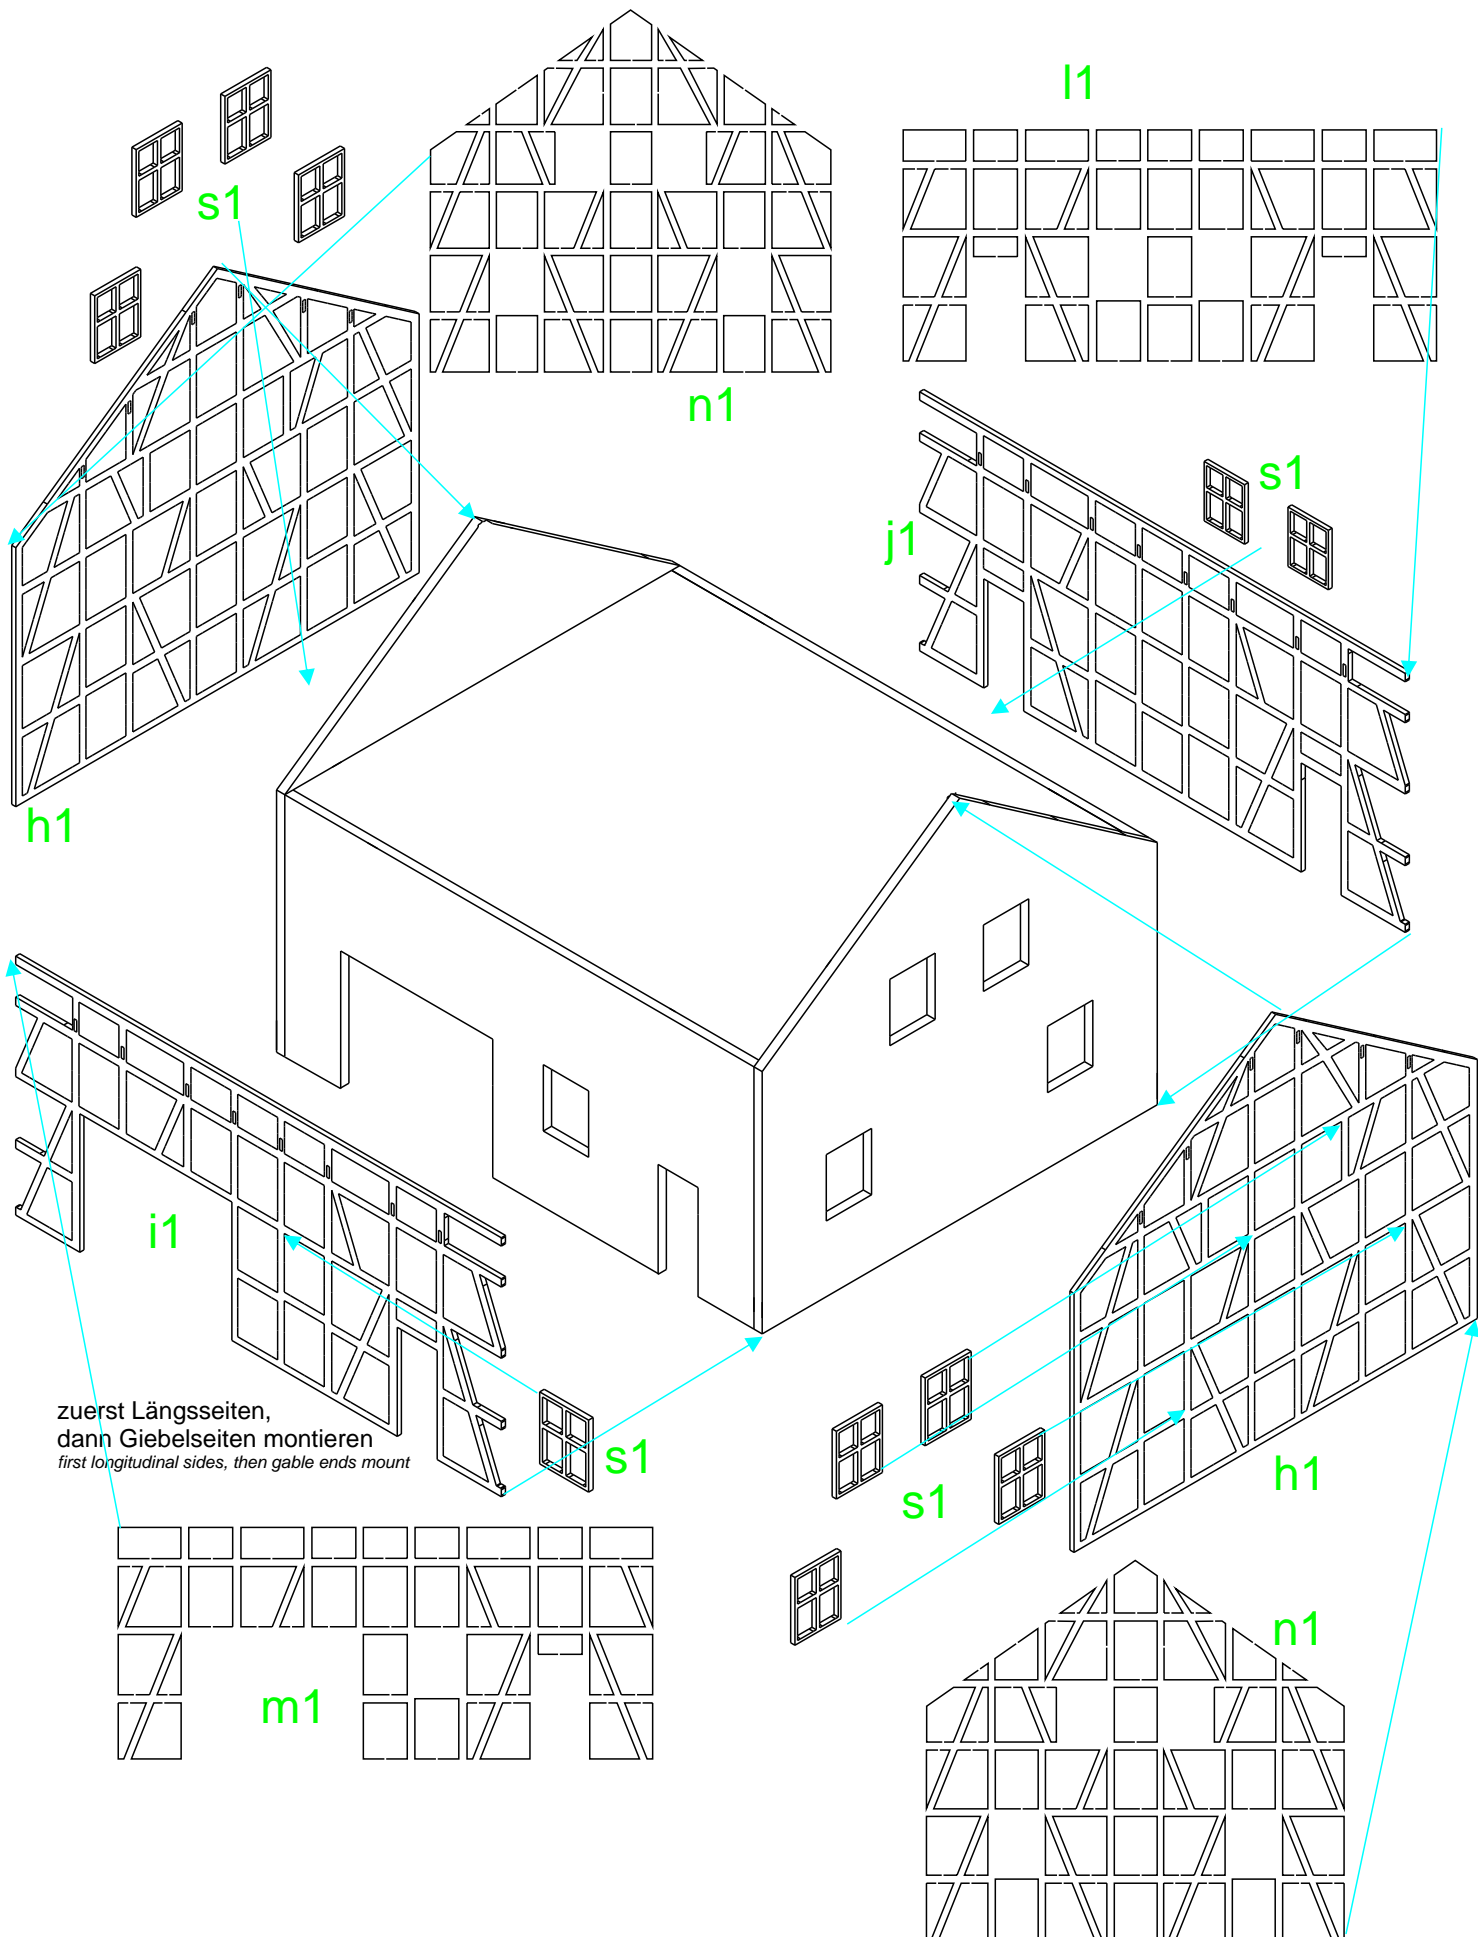 l1
s1
n1
s1
j1
h1
i1
zuerst Längsseiten,
dann Giebelseiten montieren
first longitudinal sides, then gable ends mount
s1
s1
h1
n1
m1